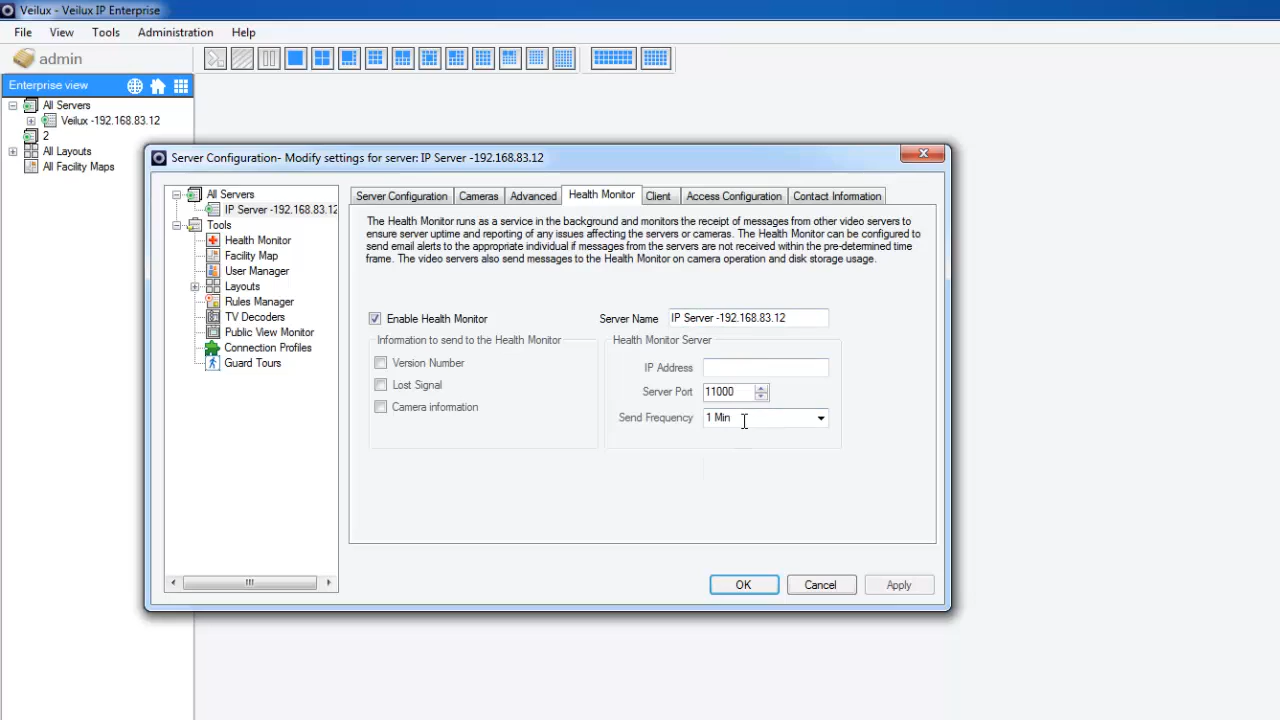 Veilux - Veilux IP Enterprise
File View Tools Administration Help
admin
Enterprise view
All Servers
Veilux -192.168.83.12
2
All Layouts
All Facility Maps
Server Configuration- Modify settings for server: IP Server -192.168.83.12
All Servers
IP Server -192.168.83.12
Tools
Health Monitor
Facility Map
User Manager
Layouts
Rules Manager
TV Decoders
Public View Monitor
Connection Profiles
Guard Tours
Server Configuration Cameras Advanced Health Monitor Client Access Configuration Contact Information
The Health Monitor runs as a service in the background and monitors the receipt of messages from other video servers to
ensure server uptime and reporting of any issues affecting the servers or cameras. The Health Monitor can be configured to
send email alerts to the appropriate individual if messages from the servers are not received within the pre-determined time
frame. The video servers also send messages to the Health Monitor on camera operation and disk storage usage.
Enable Health Monitor
Server Name IP Server -192.168.83.12
Information to send to the Health Monitor
Version Number
Lost Signal
Camera information
Health Monitor Server
IP Address
Server Port 11000
Send Frequency 1 Min
OK Cancel Apply